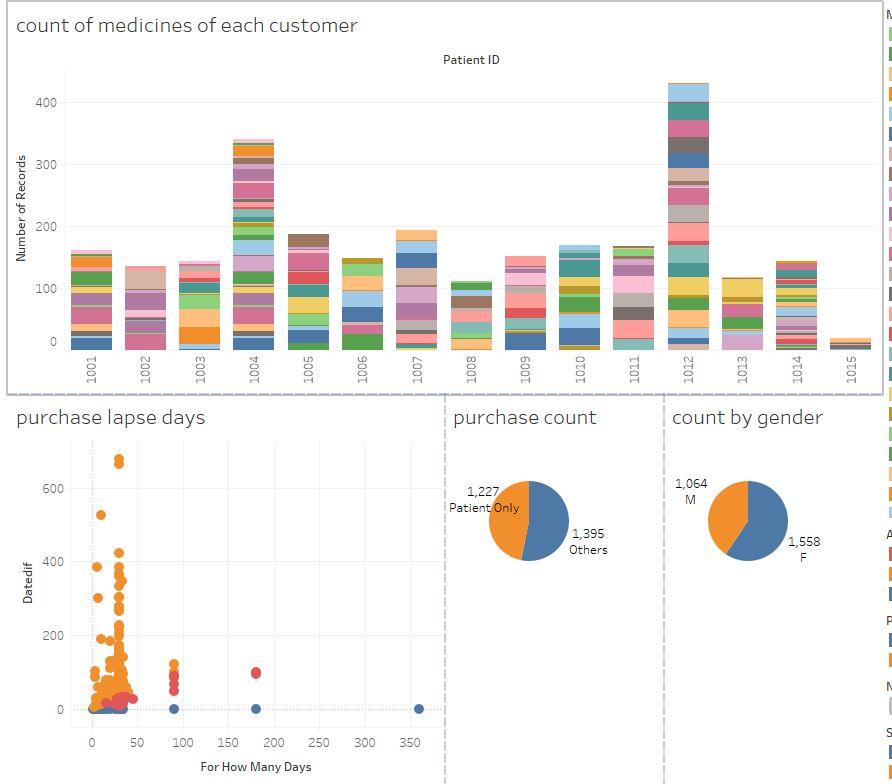 count of medicines of each customer
Patient ID
Number of Records
400
300
200
100
0
1001 1002 1003 1004 1005 1006 1007 1008 1009 1010 1011 1012 1013 1014 1015
purchase lapse days
Datedif
600
400
200
0
0 50 100 150 200 250 300 350
For How Many Days
purchase count
1,227
Patient Only
1,395
Others
count by gender
1,064
M
1,558
F